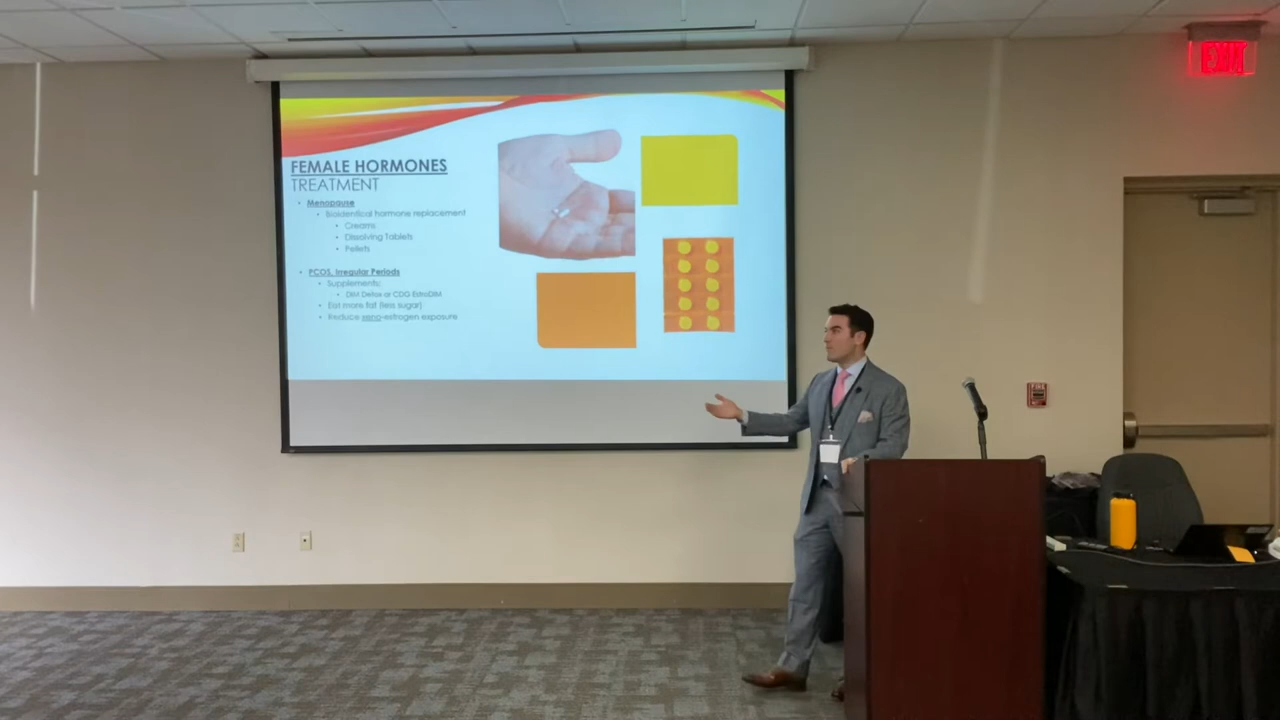 FEMALE HORMONES
TREATMENT
Menopause
Bioidentical hormone replacement
Creams
Dissolving Tablets
Pellets
PCOS, Irregular Periods
Supplements:
DIM Detox or CDG EstroDIM
Eat more fat (less sugar)
Reduce xeno-estrogen exposure
EXIT
FIRE